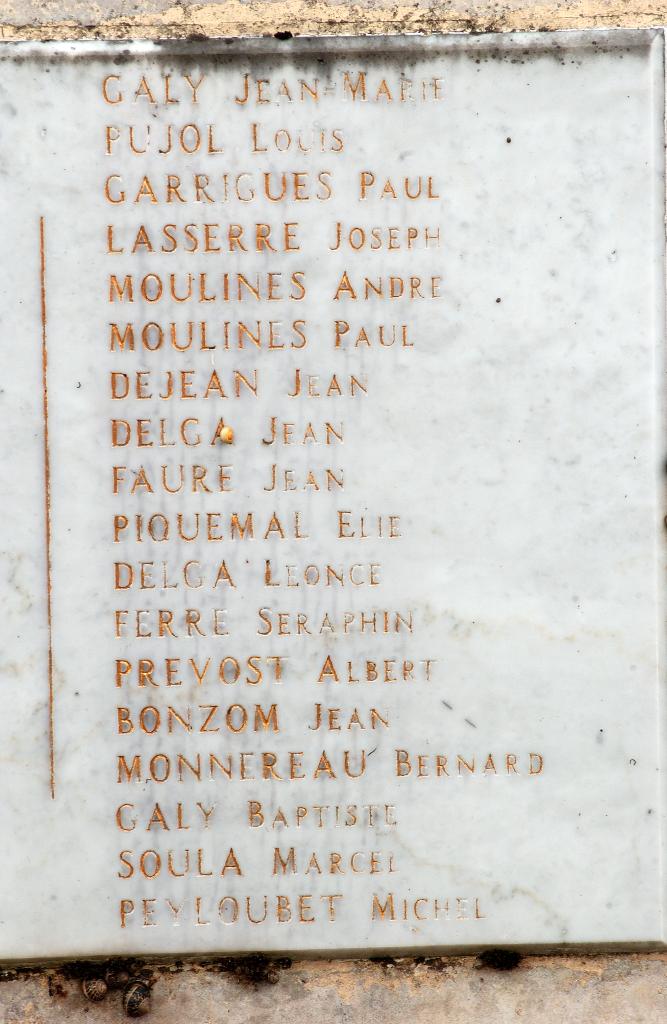 GALY JEAN-MARIE
PUJOL LOUIS
GARRIGUES PAUL
LASSERRE JOSEPH
MOULINES ANDRE
MOULINES PAUL
DEJEAN JEAN
DELGA JEAN
FAURE JEAN
PIQUEMAL ELIE
DELGA LEONCE
FERRE SERAPHIN
PREVOST ALBERT
BONZOM JEAN
MONNEREAU BERNARD
GALY BAPTISTE
SOULA MARCEL
PEYLOUBET MICHEL